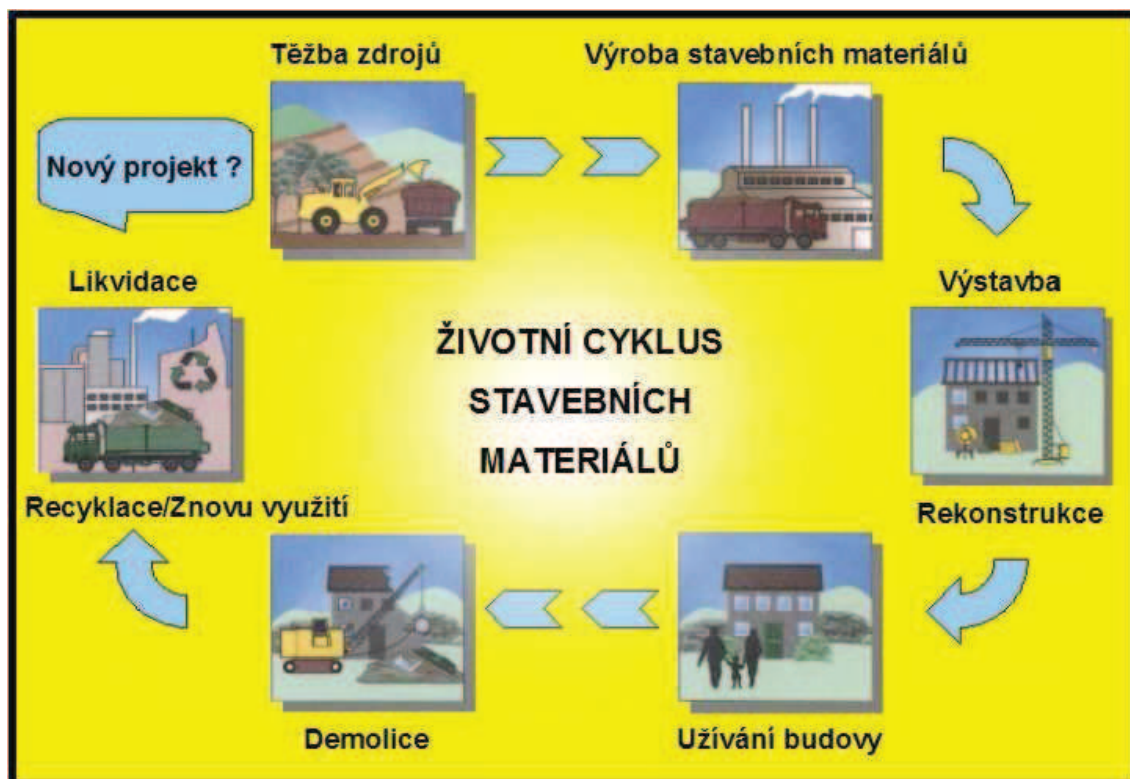 Těžba zdrojů
Výroba stavebních materiálů
Nový projekt ?
Likvidace
Výstavba
ŽIVOTNÍ CYKLUS
STAVEBNÍCH
MATERIÁLŮ
Recyklace/Znovu využití
Rekonstrukce
Demolice
Užívání budovy